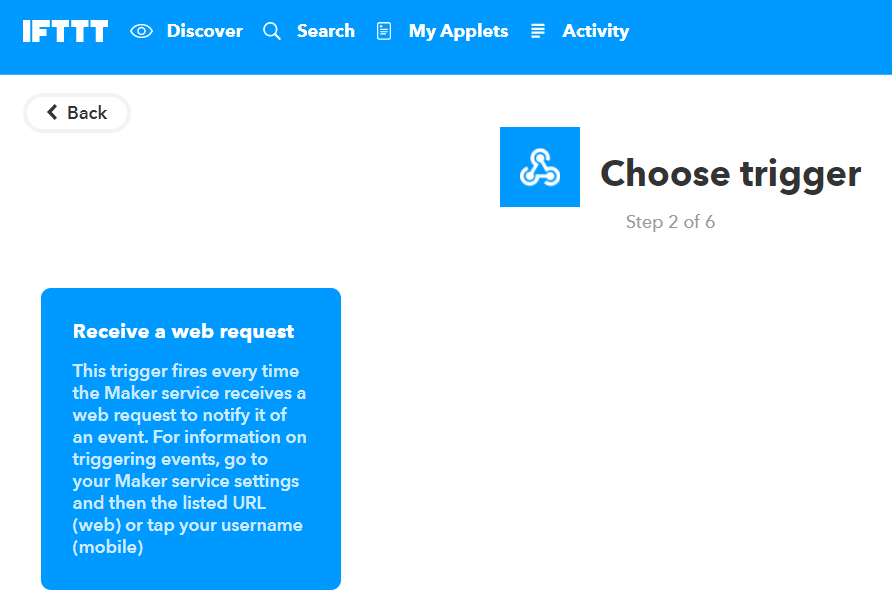 IFTTT Discover Search My Applets Activity
Back
Choose trigger
Step 2 of 6
Receive a web request
This trigger fires every time
the Maker service receives a
web request to notify it of
an event. For information on
triggering events, go to
your Maker service settings
and then the listed URL
(web) or tap your username
(mobile)